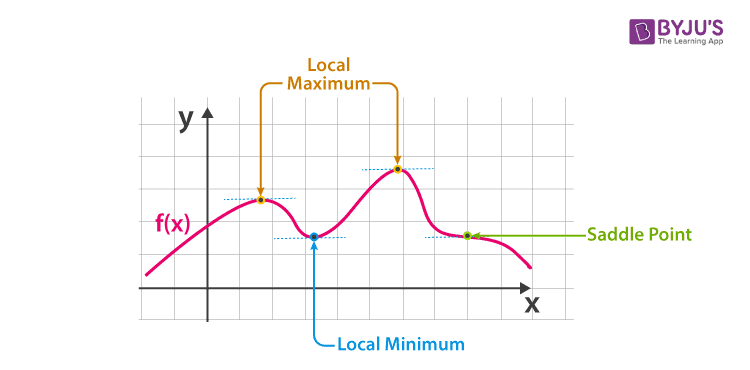 BYJU'S
The Learning App
Local
Maximum
y
f(x)
Saddle Point
x
Local Minimum